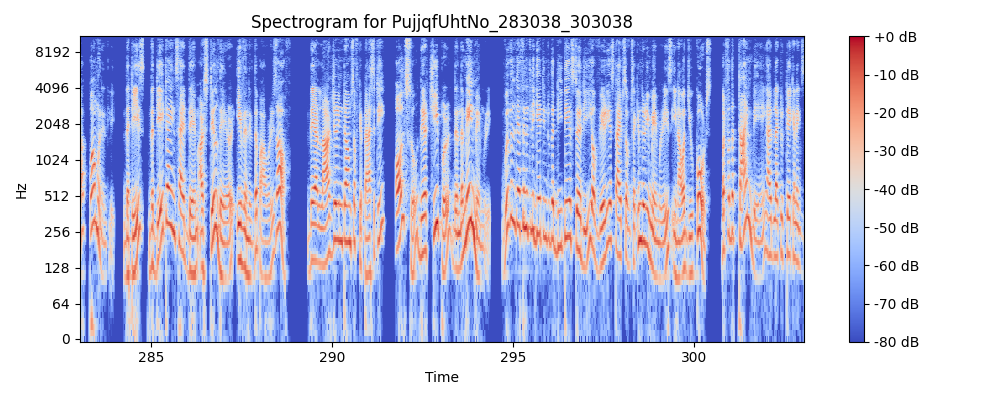 Spectrogram for PujjqfUhtNo_283038_303038
Hz
8192
4096
2048
1024
512
256
128
64
0
285
290
295
300
Time
+0 dB
-10 dB
-20 dB
-30 dB
-40 dB
-50 dB
-60 dB
-70 dB
-80 dB